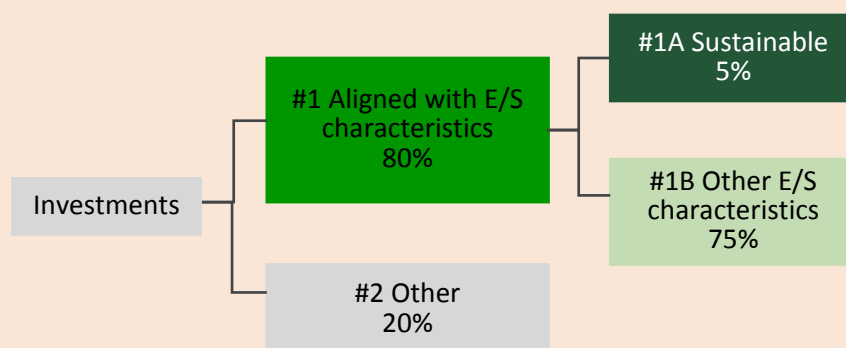 Investments
#1 Aligned with E/S
characteristics
80%
#2 Other
20%
#1A Sustainable
5%
#1B Other E/S
characteristics
75%